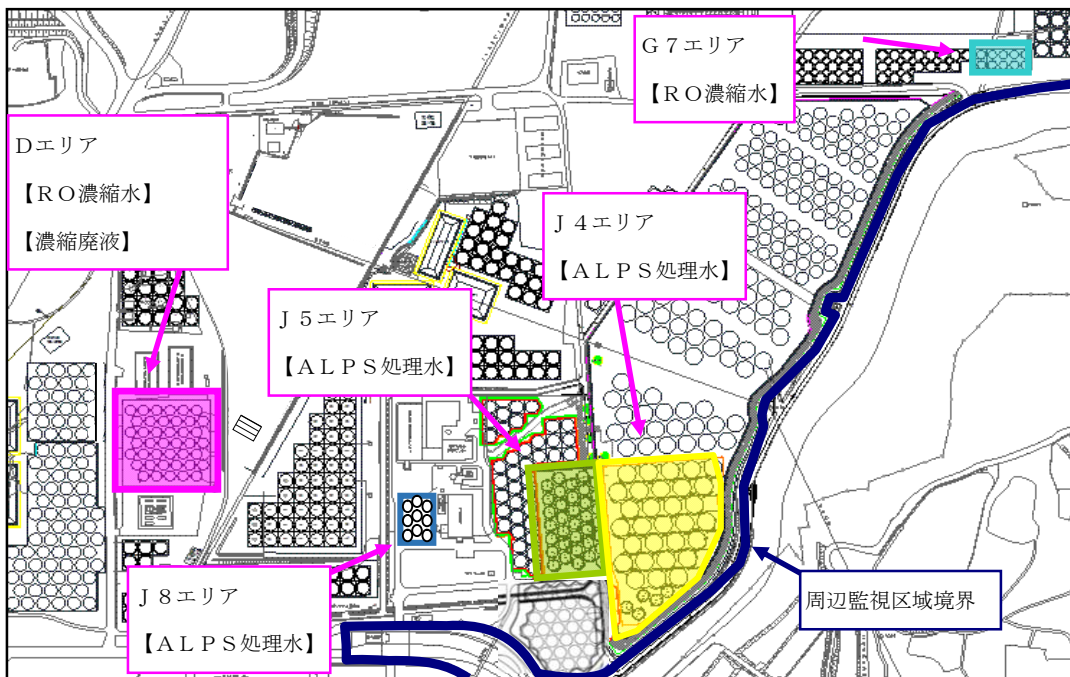 G7エリア
【RO濃縮水】
Dエリア
【RO濃縮水】
【濃縮廃液】
J4エリア
【ALPS処理水】
J5エリア
【ALPS処理水】
J8エリア
【ALPS処理水】
周辺監視区域境界